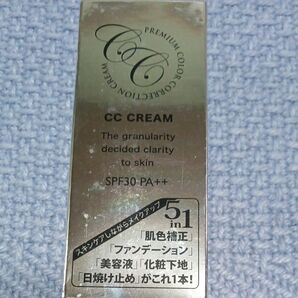 PREMIUM COLOR CORRECTION CREAM
CC
CC CREAM
The granularity
decided clarity
to skin
SPF30 PA++
スキンケアしながらメイクアップ
5in1
「肌色補正」
「ファンデーション」
「美容液」「化粧下地」
「日焼け止め」がこれ1本!